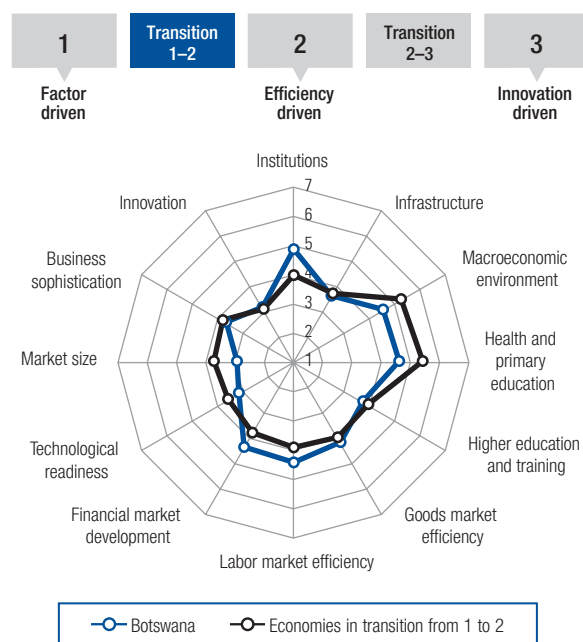 1
Transition
1–2
2
Transition
2–3
3
Factor
driven
Efficiency
driven
Innovation
driven
Institutions
Innovation
Infrastructure
Business
sophistication
Macroeconomic
environment
Market size
Health and
primary
education
Technological
readiness
Higher education
and training
Financial market
development
Goods market
efficiency
Labor market efficiency
7
6
5
4
3
2
1
Botswana
Economies in transition from 1 to 2